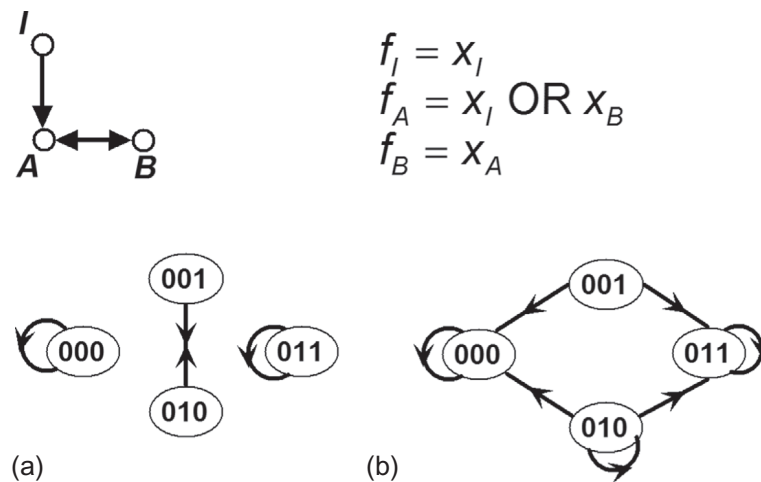 I
A B
f_I = x_I
f_A = x_I OR x_B
f_B = x_A
001
000 011
010
(a)
001
000 011
010
(b)